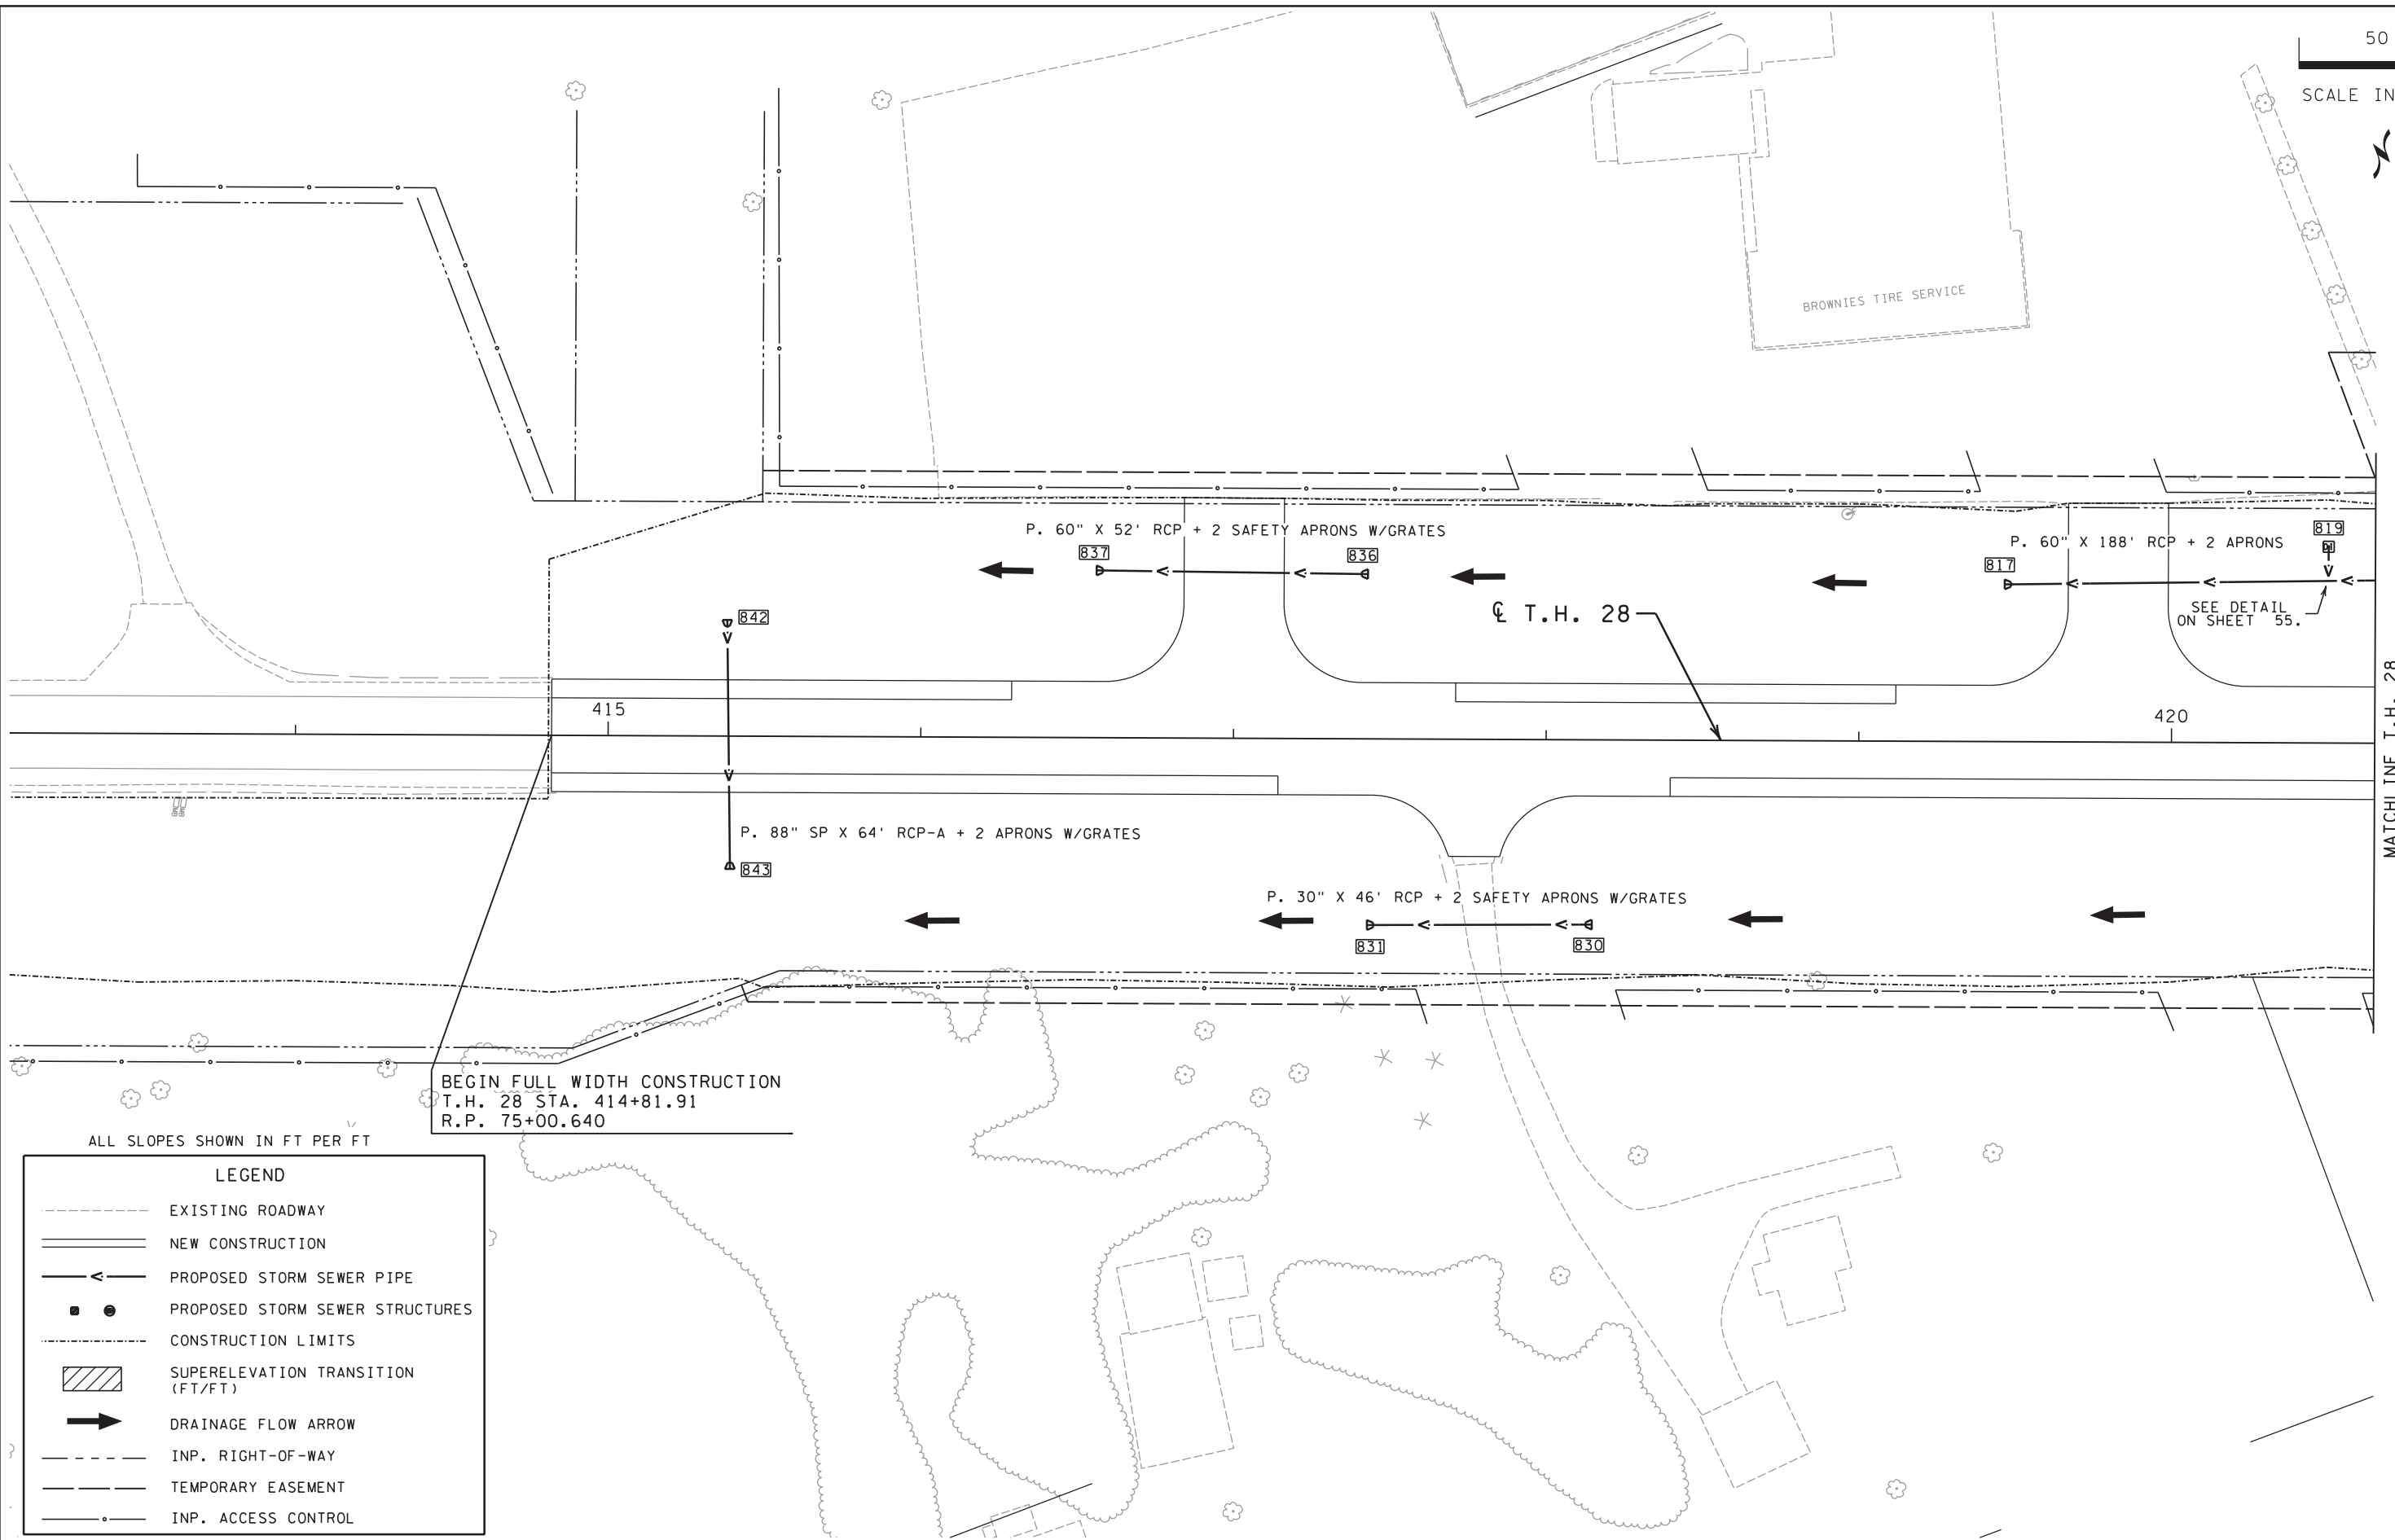 50
SCALE IN
BROWNIES TIRE SERVICE
P. 60" X 52' RCP + 2 SAFETY APRONS W/GRATES
837
836
P. 60" X 188' RCP + 2 APRONS
819
817
SEE DETAIL
ON SHEET 55.
842
℄ T.H. 28
415
420
MATCHLINE T.H. 28
P. 88" SP X 64' RCP-A + 2 APRONS W/GRATES
843
P. 30" X 46' RCP + 2 SAFETY APRONS W/GRATES
831
830
BEGIN FULL WIDTH CONSTRUCTION
T.H. 28 STA. 414+81.91
R.P. 75+00.640
ALL SLOPES SHOWN IN FT PER FT
LEGEND
EXISTING ROADWAY
NEW CONSTRUCTION
PROPOSED STORM SEWER PIPE
PROPOSED STORM SEWER STRUCTURES
CONSTRUCTION LIMITS
SUPERELEVATION TRANSITION
(FT/FT)
DRAINAGE FLOW ARROW
INP. RIGHT-OF-WAY
TEMPORARY EASEMENT
INP. ACCESS CONTROL